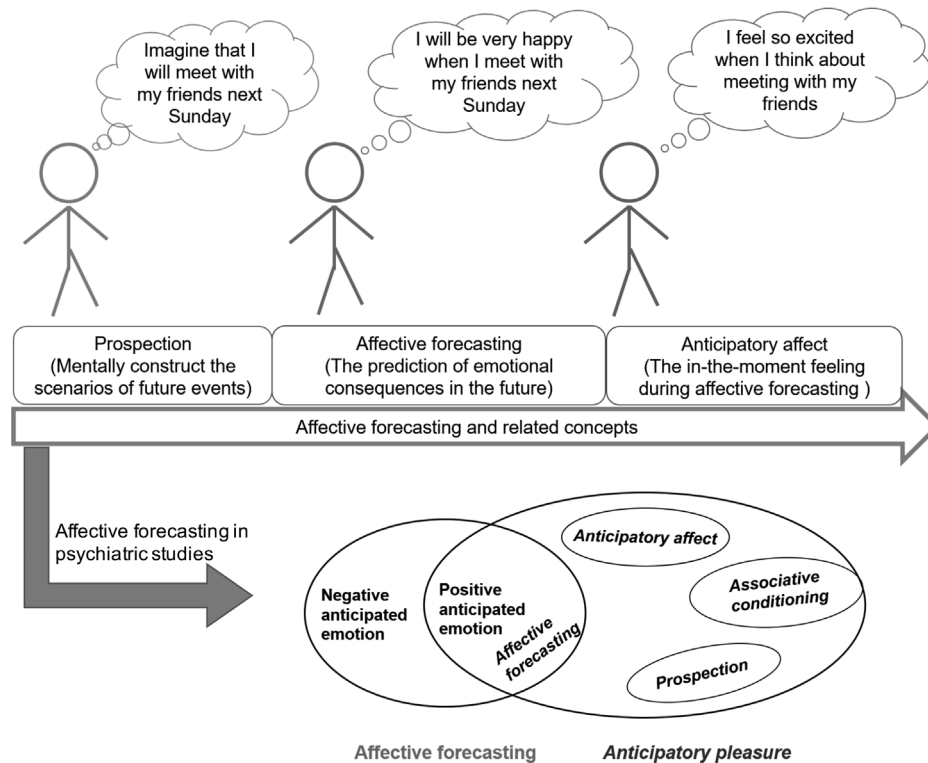 Imagine that I
will meet with
my friends next
Sunday
I will be very happy
when I meet with
my friends next
Sunday
I feel so excited
when I think about
meeting with my
friends
Prospection
(Mentally construct the
scenarios of future events)
Affective forecasting
(The prediction of emotional
consequences in the future)
Anticipatory affect
(The in-the-moment feeling
during affective forecasting )
Affective forecasting and related concepts
Affective forecasting in
psychiatric studies
Negative
anticipated
emotion
Positive
anticipated
emotion
Affective
forecasting
Anticipatory affect
Associative
conditioning
Prospection
Affective forecasting
Anticipatory pleasure